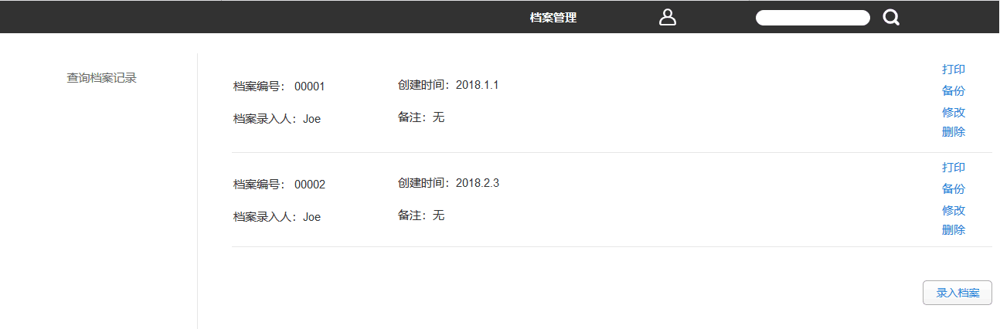 档案管理
查询档案记录
档案编号： 00001
创建时间：2018.1.1
档案录入人：Joe
备注：无
打印
备份
修改
删除
档案编号： 00002
创建时间：2018.2.3
档案录入人：Joe
备注：无
打印
备份
修改
删除
录入档案